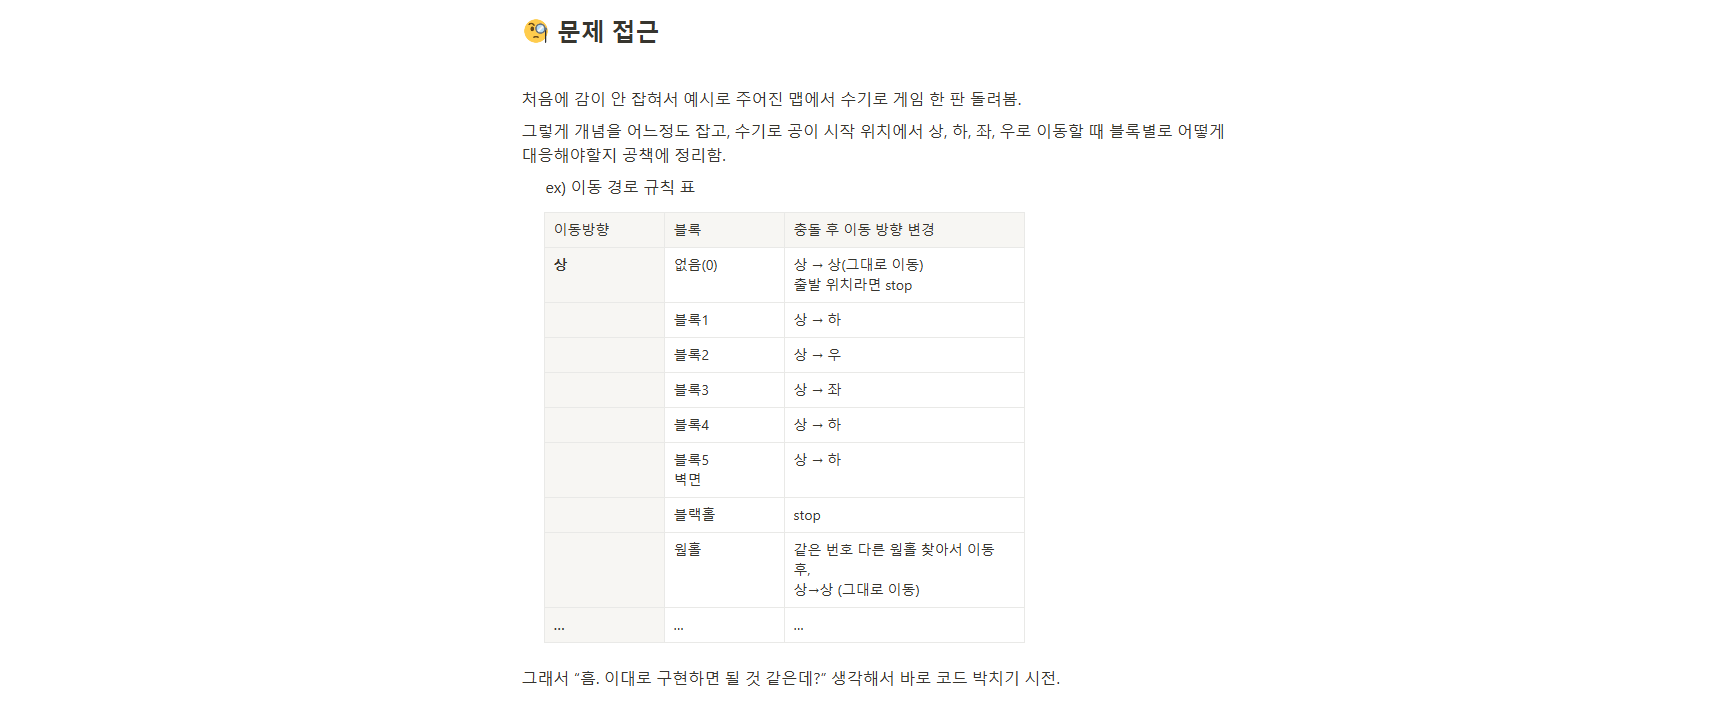 🧐 문제 접근
처음에 감이 안 잡혀서 예시로 주어진 맵에서 수기로 게임 한 판 돌려봄.
그렇게 개념을 어느정도 잡고, 수기로 공이 시작 위치에서 상, 하, 좌, 우로 이동할 때 블록별로 어떻게
대응해야할지 공책에 정리함.
ex) 이동 경로 규칙 표
이동방향 블록 충돌 후 이동 방향 변경
상 없음(0) 상 → 상(그대로 이동)
출발 위치라면 stop
블록1 상 → 하
블록2 상 → 우
블록3 상 → 좌
블록4 상 → 하
블록5 상 → 하
벽면
블랙홀 stop
웜홀 같은 번호 다른 웜홀 찾아서 이동
후,
상→상 (그대로 이동)
... ... ...
그래서 “흠. 이대로 구현하면 될 것 같은데?” 생각해서 바로 코드 박치기 시전.